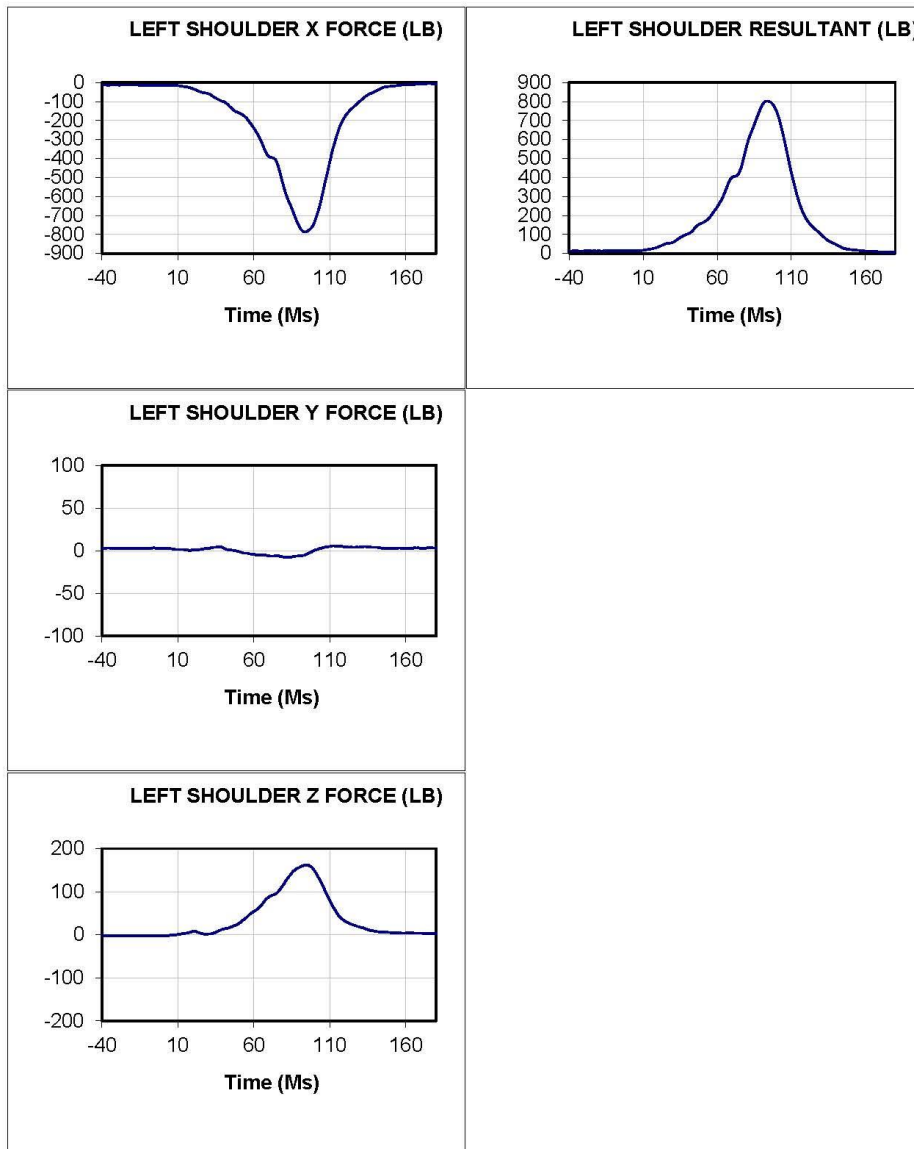 LEFT SHOULDER X FORCE (LB)
0
-100
-200
-300
-400
-500
-600
-700
-800
-900
-40 10 60 110 160
Time (Ms)
LEFT SHOULDER RESULTANT (LB)
900
800
700
600
500
400
300
200
100
0
-40 10 60 110 160
Time (Ms)
LEFT SHOULDER Y FORCE (LB)
100
50
0
-50
-100
-40 10 60 110 160
Time (Ms)
LEFT SHOULDER Z FORCE (LB)
200
100
0
-100
-200
-40 10 60 110 160
Time (Ms)